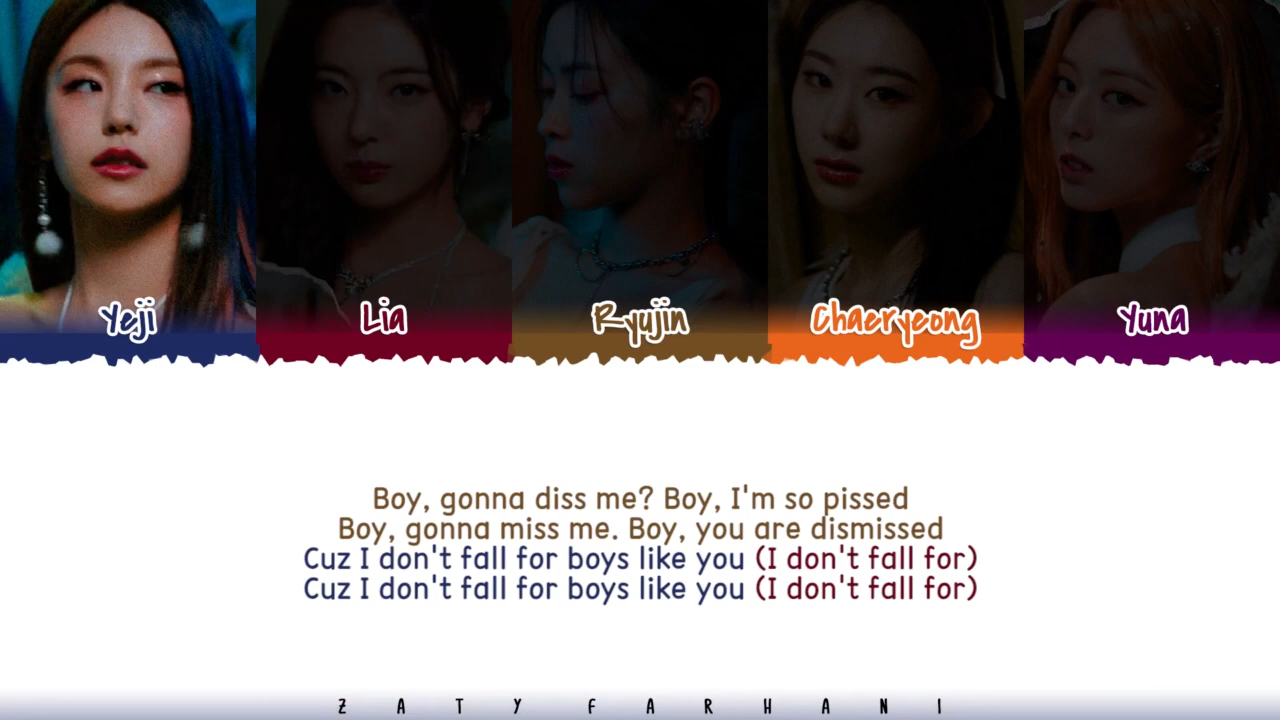 Yeji
Lia
Ryujin
Chaeryeong
Yuna
Boy, gonna diss me? Boy, I'm so pissed
Boy, gonna miss me. Boy, you are dismissed
Cuz I don't fall for boys like you (I don't fall for)
Cuz I don't fall for boys like you (I don't fall for)
ZATY FARHANI